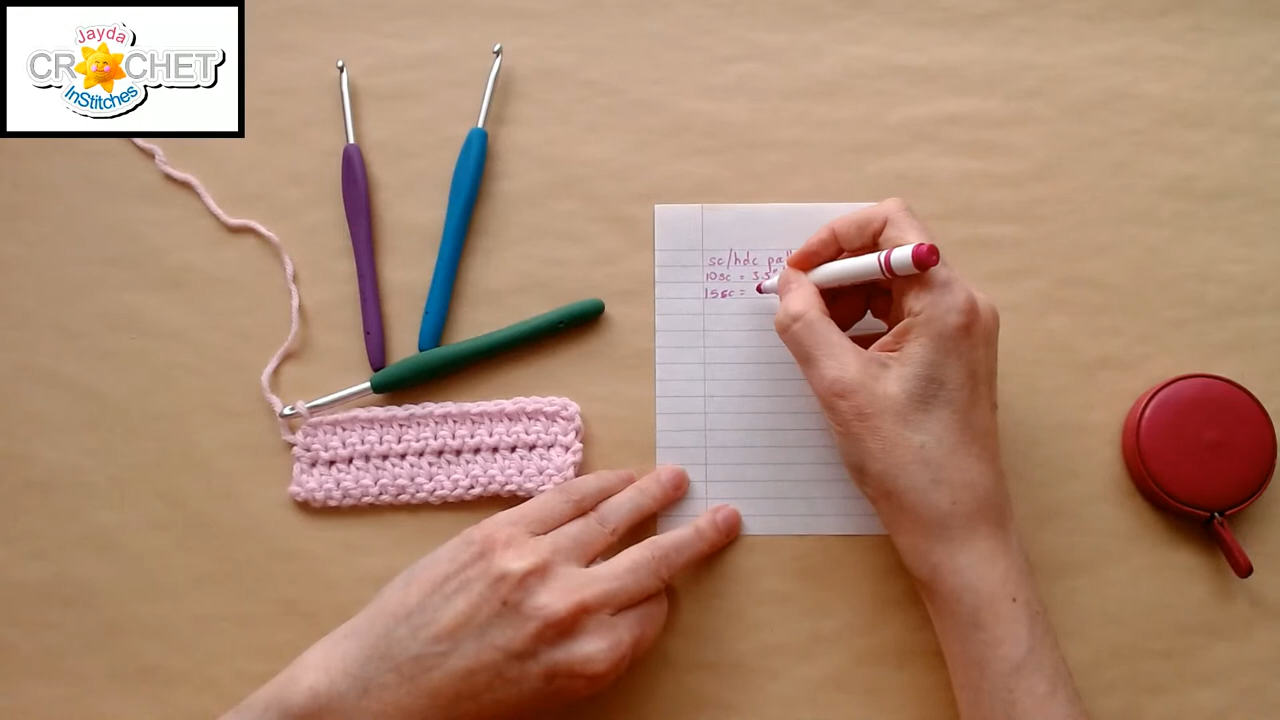 Jayda
CROCHET
InStitches
sc/hdc
10sc = 3.5
15sc =